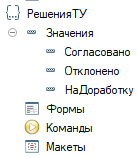 РешенияТУ
Значения
Согласовано
Отклонено
НаДоработку
Формы
Команды
Макеты